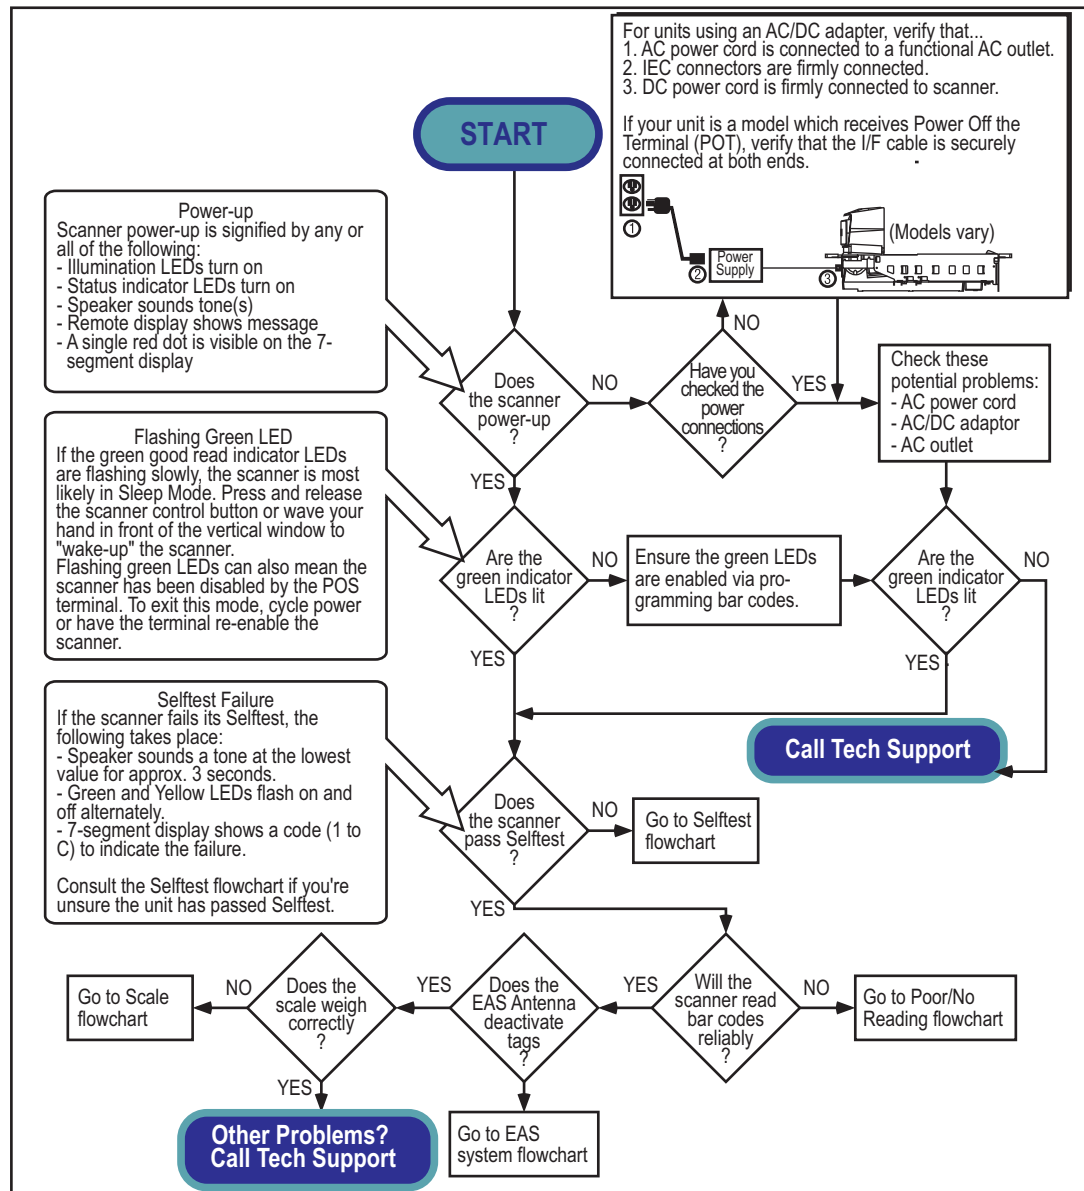 For units using an AC/DC adapter, verify that...
1. AC power cord is connected to a functional AC outlet.
2. IEC connectors are firmly connected.
3. DC power cord is firmly connected to scanner.
If your unit is a model which receives Power Off the
Terminal (POT), verify that the I/F cable is securely
connected at both ends.
1
2
Power
Supply
3
(Models vary)
START
Power-up
Scanner power-up is signified by any or
all of the following:
- Illumination LEDs turn on
- Status indicator LEDs turn on
- Speaker sounds tone(s)
- Remote display shows message
- A single red dot is visible on the 7-
segment display
Does
the scanner
power-up
?
NO
YES
Have you
checked the
power
connections
?
NO
YES
Check these
potential problems:
- AC power cord
- AC/DC adaptor
- AC outlet
Flashing Green LED
If the green good read indicator LEDs
are flashing slowly, the scanner is most
likely in Sleep Mode. Press and release
the scanner control button or wave your
hand in front of the vertical window to
"wake-up" the scanner.
Flashing green LEDs can also mean the
scanner has been disabled by the POS
terminal. To exit this mode, cycle power
or have the terminal re-enable the
scanner.
Are the
green indicator
LEDs lit
?
NO
YES
Ensure the green LEDs
are enabled via pro-
gramming bar codes.
Are the
green indicator
LEDs lit
?
NO
YES
Call Tech Support
Selftest Failure
If the scanner fails its Selftest, the
following takes place:
- Speaker sounds a tone at the lowest
value for approx. 3 seconds.
- Green and Yellow LEDs flash on and
off alternately.
- 7-segment display shows a code (1 to
C) to indicate the failure.
Consult the Selftest flowchart if you're
unsure the unit has passed Selftest.
Does
the scanner
pass Selftest
?
NO
YES
Go to Selftest
flowchart
Will the
scanner read
bar codes
reliably
?
NO
YES
Go to Poor/No
Reading flowchart
Does the
EAS Antenna
deactivate
tags
?
YES
Go to EAS
system flowchart
Does the
scale weigh
correctly
?
NO
YES
Go to Scale
flowchart
Other Problems?
Call Tech Support